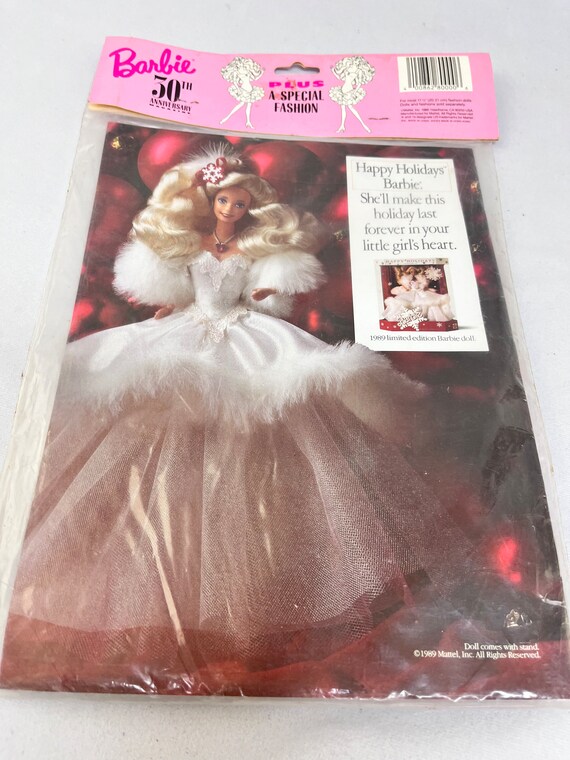 Barbie
30TH
ANNIVERSARY
PLUS
A SPECIAL
FASHION
Happy Holidays
Barbie.
She'll make this
holiday last
forever in your
little girl's heart.
1989 limited edition Barbie doll.
Doll comes with stand.
©1989 Mattel, Inc. All Rights Reserved.